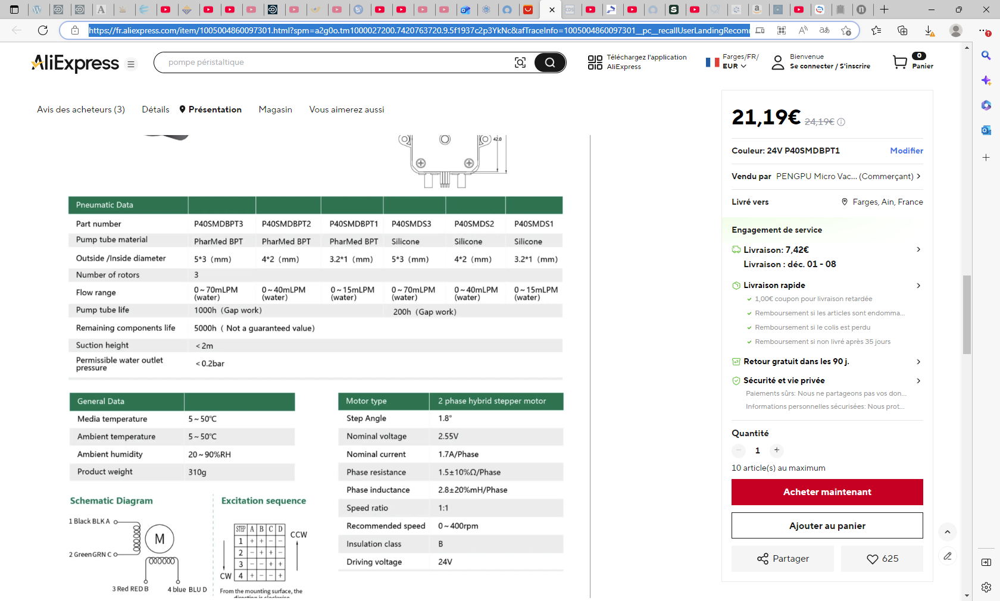 https://fr.aliexpress.com/item/1005004860097301.html?spm=a2g0o.tm1000027200.7420763720.9.5f1937c2p3YkNc&afTraceInfo=1005004860097301__pc__recallUserLandingRecom
AliExpress
pompe péristaltique
Téléchargez l'application
AliExpress
Farges/FR/
EUR
Bienvenue
Se connecter / S'inscrire
0
Panier
Avis des acheteurs (3) Détails Présentation Magasin Vous aimerez aussi
42.0
Pneumatic Data
Part number P40SMDBPT3 P40SMDBPT2 P40SMDBPT1 P40SMDS3 P40SMDS2 P40SMDS1
Pump tube material PharMed BPT PharMed BPT PharMed BPT Silicone Silicone Silicone
Outside /Inside diameter 5*3（mm） 4*2（mm） 3.2*1（mm） 5*3（mm） 4*2（mm） 3.2*1（mm）
Number of rotors 3
Flow range 0~70mLPM (water) 0~40mLPM (water) 0~15mLPM (water) 0~70mLPM (water) 0~40mLPM (water) 0~15mLPM (water)
Pump tube life 1000h（Gap work） 200h（Gap work）
Remaining components life 5000h（ Not a guaranteed value）
Suction height <2m
Permissible water outlet
pressure <0.2bar
General Data
Media temperature 5~50℃
Ambient temperature 5~50℃
Ambient humidity 20~90%RH
Product weight 310g
Motor type 2 phase hybrid stepper motor
Step Angle 1.8°
Nominal voltage 2.55V
Nominal current 1.7A/Phase
Phase resistance 1.5±10%Ω/Phase
Phase inductance 2.8±20%mH/Phase
Speed ratio 1:1
Recommended speed 0~400rpm
Insulation class B
Driving voltage 24V
Schematic Diagram
1 Black BLK A
M
2 Green GRN C
3 Red RED B 4 blue BLU D
Excitation sequence
STEP A B C D
1 + + − −
2 − + + −
3 − − + +
4 + − − +
CCW
CW
From the mounting surface, the
direction is clockwise
21,19€ 24,19€
Couleur: 24V P40SMDBPT1 Modifier
Vendu par PENGPU Micro Vac... (Commerçant)
Livré vers Farges, Ain, France
Engagement de service
Livraison: 7,42€
Livraison : déc. 01 - 08
Livraison rapide
1,00€ coupon pour livraison retardée
Remboursement si les articles sont endomma...
Remboursement si le colis est perdu
Remboursement si non livré après 35 jours
Retour gratuit dans les 90 j.
Sécurité et vie privée
Paiements sûrs: Nous ne partageons pas vos don...
Informations personnelles sécurisées: Nous prot...
Quantité
1
10 article(s) au maximum
Acheter maintenant
Ajouter au panier
Partager
625